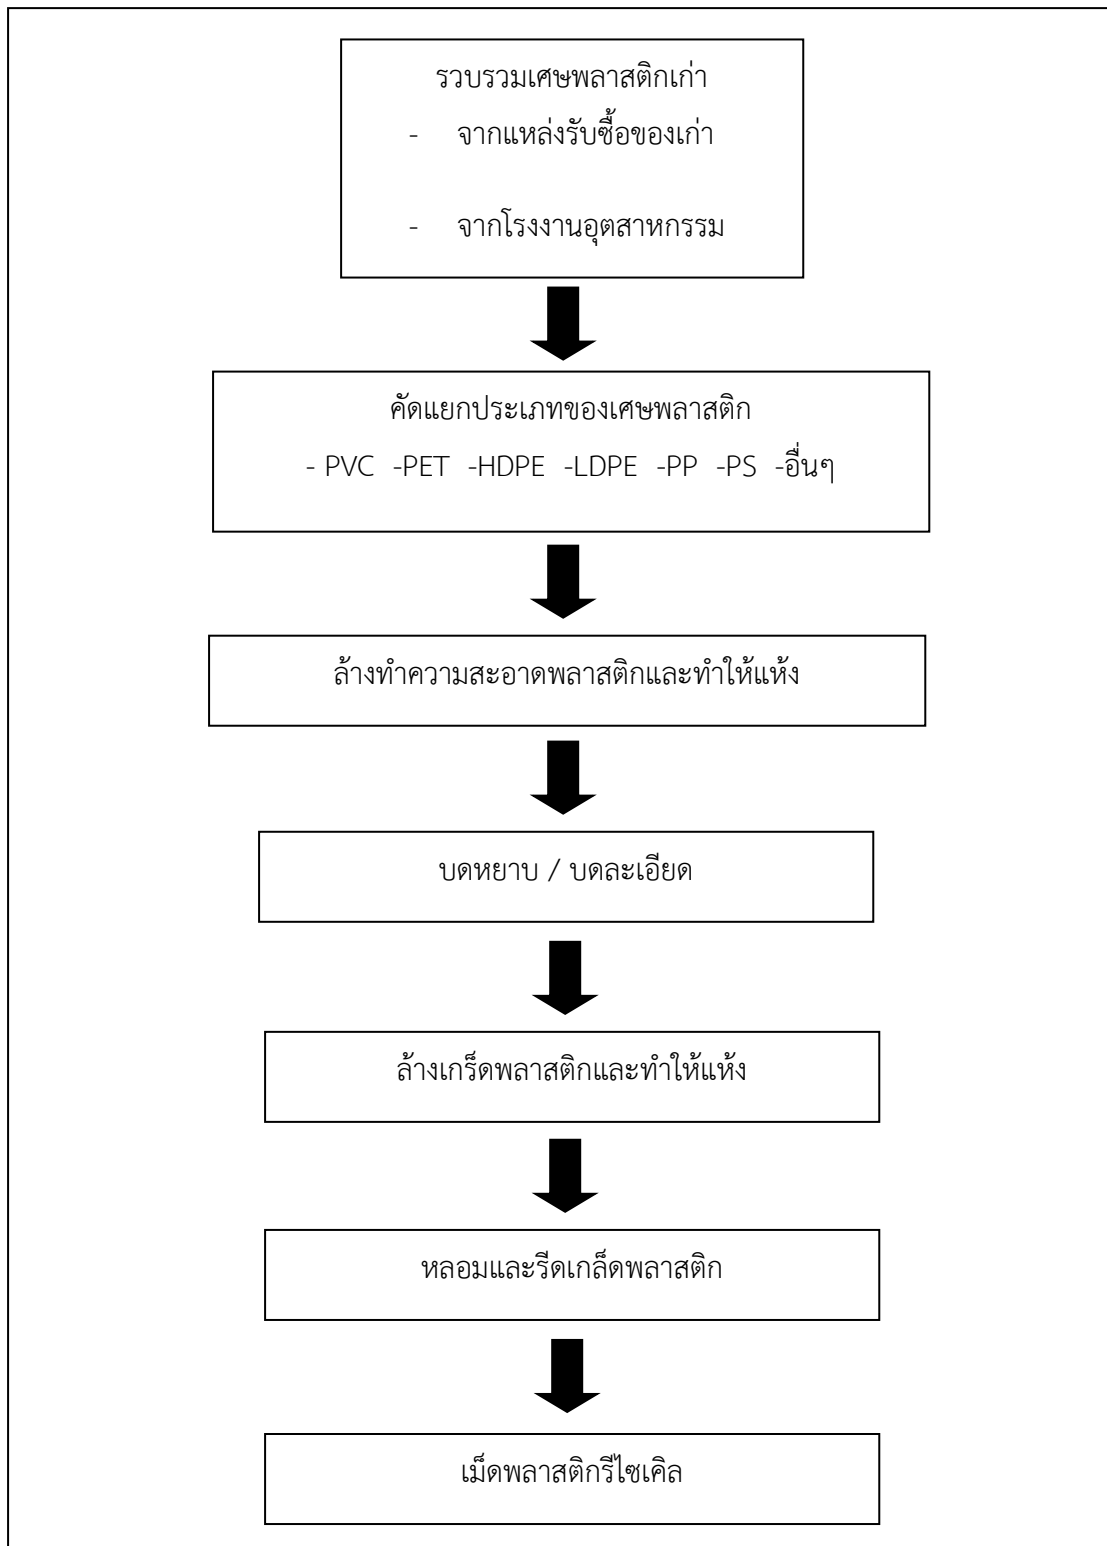 รวบรวมเศษพลาสติกเก่า
- จากแหล่งรับซื้อของเก่า
- จากโรงงานอุตสาหกรรม
คัดแยกประเภทของเศษพลาสติก
- PVC -PET -HDPE -LDPE -PP -PS -อื่นๆ
ล้างทำความสะอาดพลาสติกและทำให้แห้ง
บดหยาบ / บดละเอียด
ล้างเกร็ดพลาสติกและทำให้แห้ง
หลอมและรีดเกล็ดพลาสติก
เม็ดพลาสติกรีไซเคิล